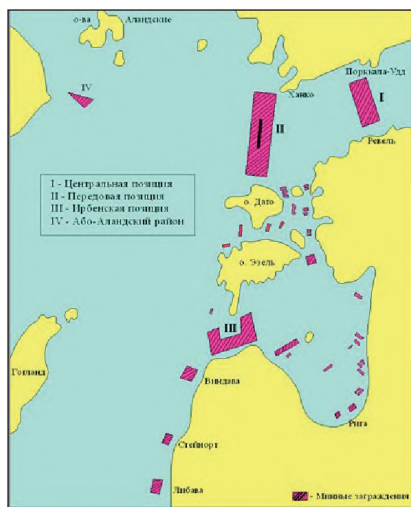 о-ва Аландские
IV
Ханко
Порккала-Удд
I
II
Ревель
I - Центральная позиция
II - Передовая позиция
III - Ирбенская позиция
IV - Або-Аландский район
о. Даго
о. Эзель
III
Готланд
Виндава
Рига
Стейнорт
Либава
- Минные заграждения